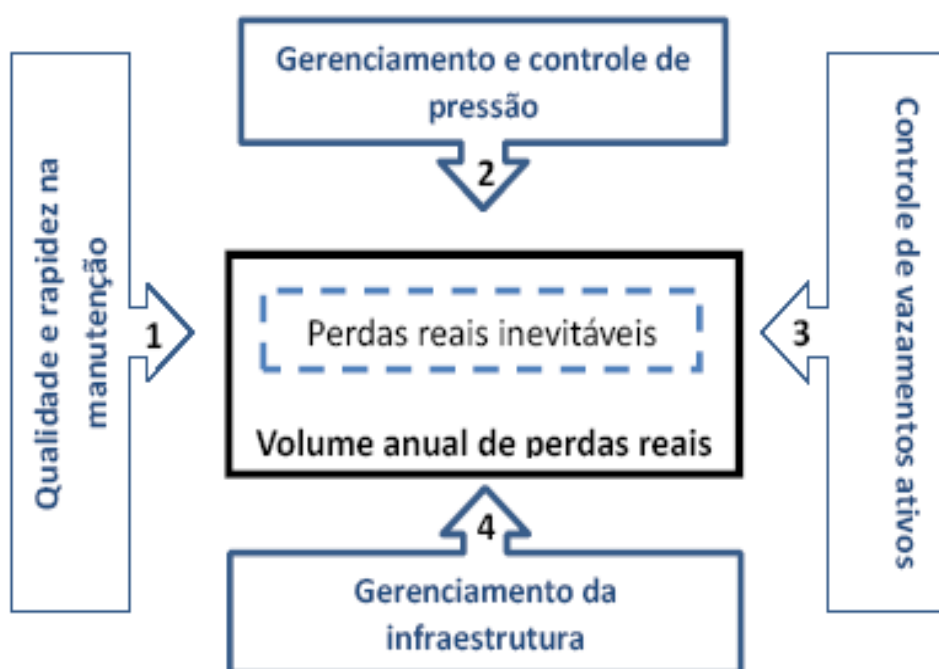 Gerenciamento e controle de
pressão
2
Qualidade e rapidez na
manutenção
1
Perdas reais inevitáveis
Volume anual de perdas reais
3
Controle de vazamentos ativos
4
Gerenciamento da
infraestrutura